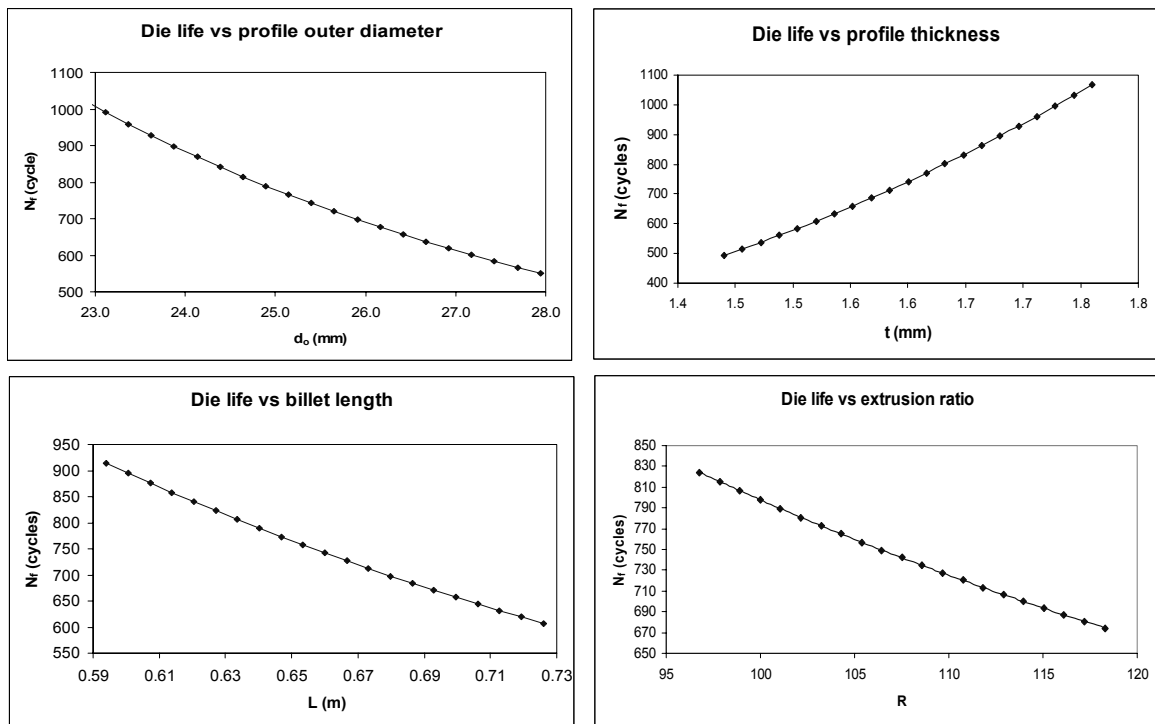 Die life vs profile outer diameter
1100
1000
900
800
700
600
500
Nf (cycle)
23.0 24.0 25.0 26.0 27.0 28.0
do (mm)
Die life vs profile thickness
1100
1000
900
800
700
600
500
400
Nf (cycles)
1.4 1.5 1.5 1.6 1.6 1.7 1.7 1.8 1.8
t (mm)
Die life vs billet length
950
900
850
800
750
700
650
600
550
Nf (cycles)
0.59 0.61 0.63 0.65 0.67 0.69 0.71 0.73
L (m)
Die life vs extrusion ratio
850
830
810
790
770
750
730
710
690
670
650
Nf (cycles)
95 100 105 110 115 120
R